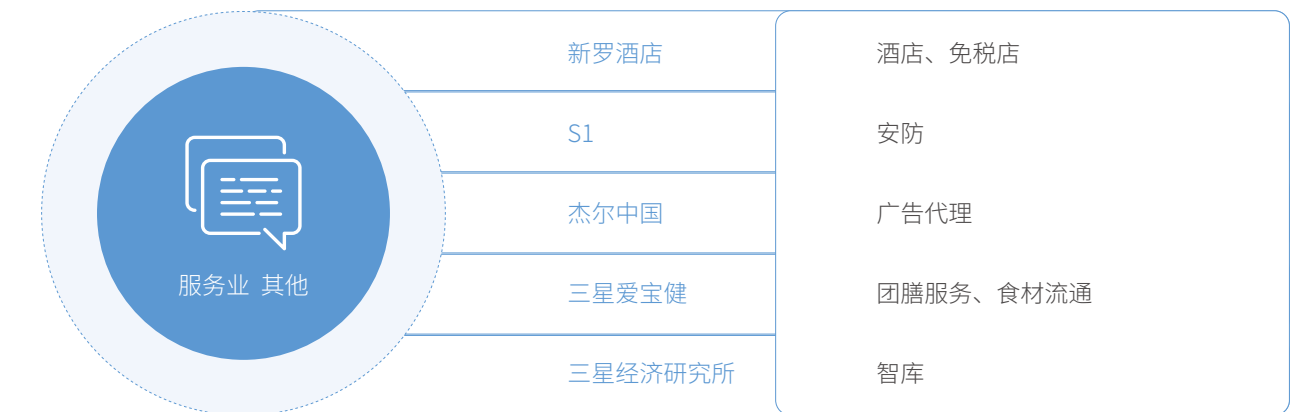 服务业 其他
新罗酒店 酒店、免税店
S1 安防
杰尔中国 广告代理
三星爱宝健 团膳服务、食材流通
三星经济研究所 智库